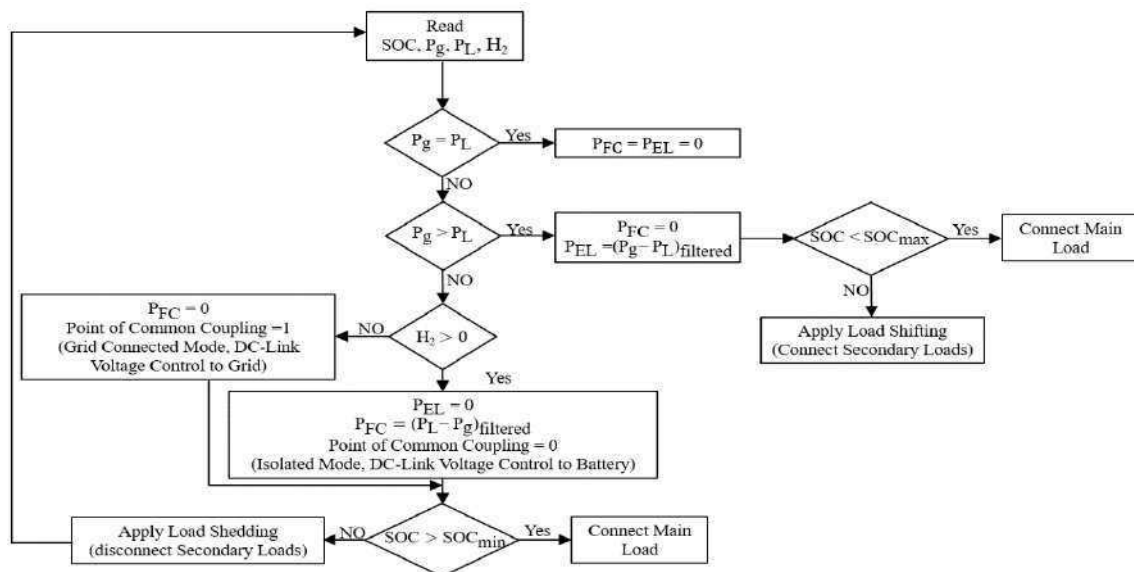 Read
SOC, Pg, PL, H2
Pg = PL
Yes
PFC = PEL = 0
NO
Pg > PL
Yes
PFC = 0
PEL =(Pg− PL)filtered
SOC < SOCmax
Yes
Connect Main
Load
NO
NO
Apply Load Shifting
(Connect Secondary Loads)
PFC = 0
Point of Common Coupling =1
(Grid Connected Mode, DC-Link
Voltage Control to Grid)
NO
H2 > 0
Yes
PEL = 0
PFC = (PL− Pg)filtered
Point of Common Coupling = 0
(Isolated Mode, DC-Link Voltage Control to Battery)
Apply Load Shedding
(disconnect Secondary Loads)
NO
SOC > SOCmin
Yes
Connect Main
Load